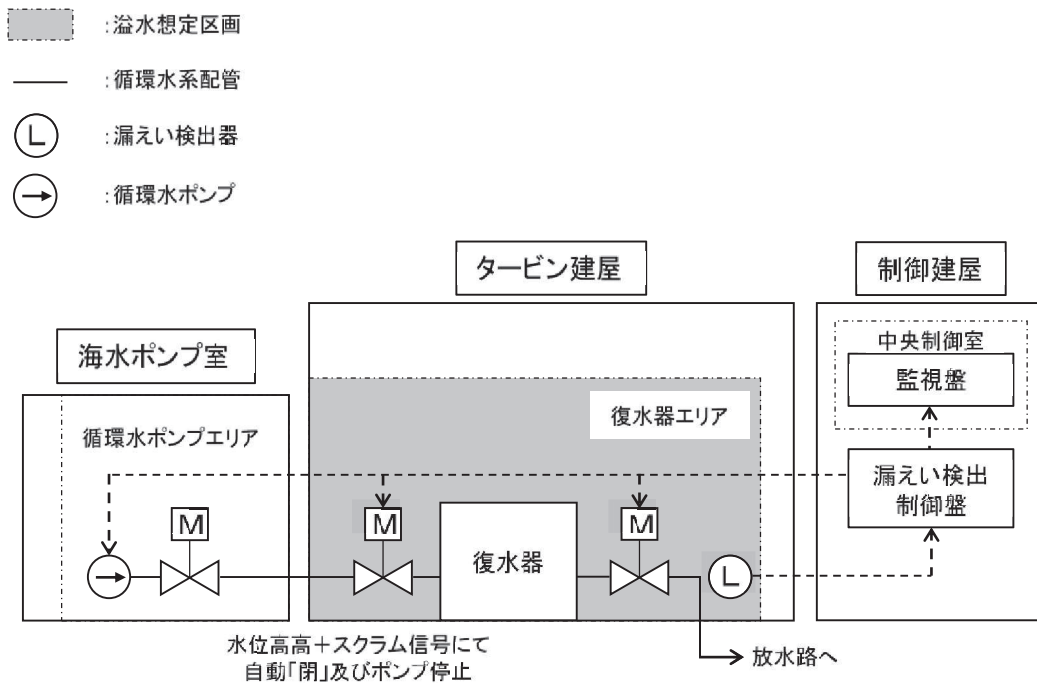 :溢水想定区画
:循環水系配管
L
:漏えい検出器
:循環水ポンプ
タービン建屋
制御建屋
海水ポンプ室
中央制御室
監視盤
復水器エリア
循環水ポンプエリア
漏えい検出
制御盤
M
M
M
復水器
L
水位高高+スクラム信号にて
自動「閉」及びポンプ停止
放水路へ